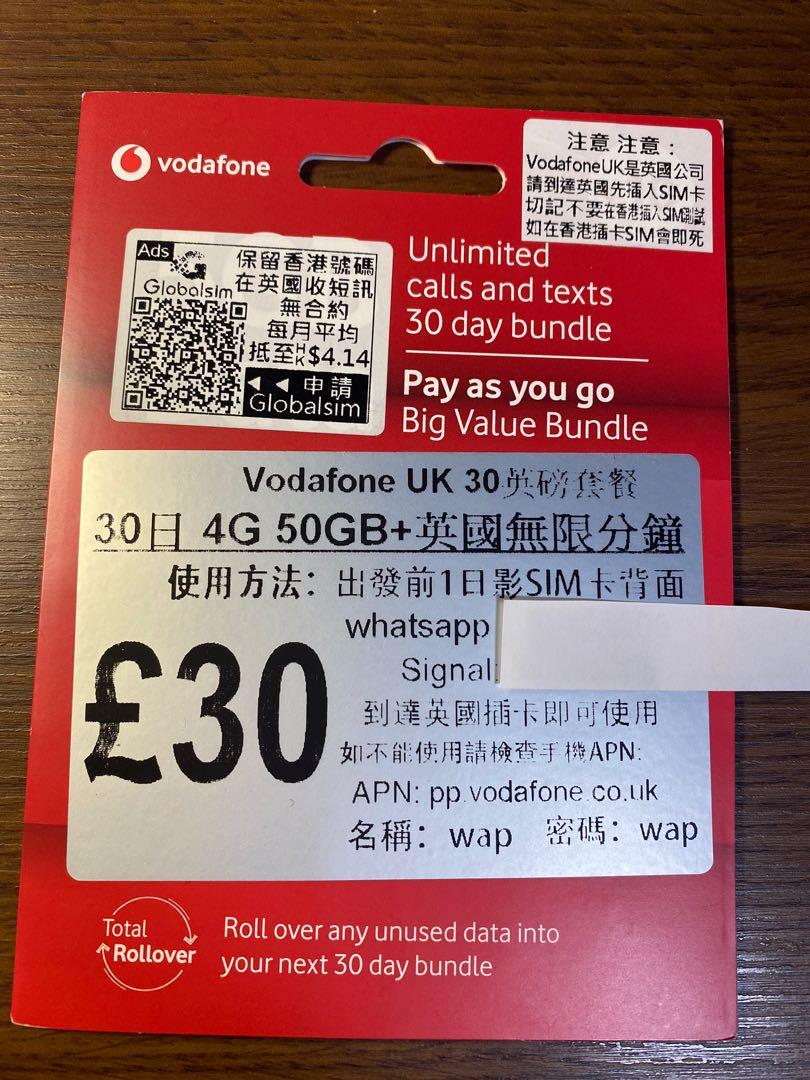 vodafone
注意 注意：
VodafoneUK是英國公司
請到達英國先插入SIM卡
切記不要在香港插入SIM測試
如在香港插卡SIM會即死
Ads
Globalsim
保留香港號碼
在英國收短訊
無合約
每月平均
抵至HK$4.14
◄ ◄ 申請
Globalsim
Unlimited
calls and texts
30 day bundle
Pay as you go
Big Value Bundle
Vodafone UK 30英磅套餐
30日 4G 50GB+英國無限分鐘
使用方法：出發前1日影SIM卡背面
whatsapp
Signal:
£30
到達英國插卡即可使用
如不能使用請檢查手機APN:
APN: pp.vodafone.co.uk
名稱：wap 密碼：wap
Total
Rollover
Roll over any unused data into
your next 30 day bundle